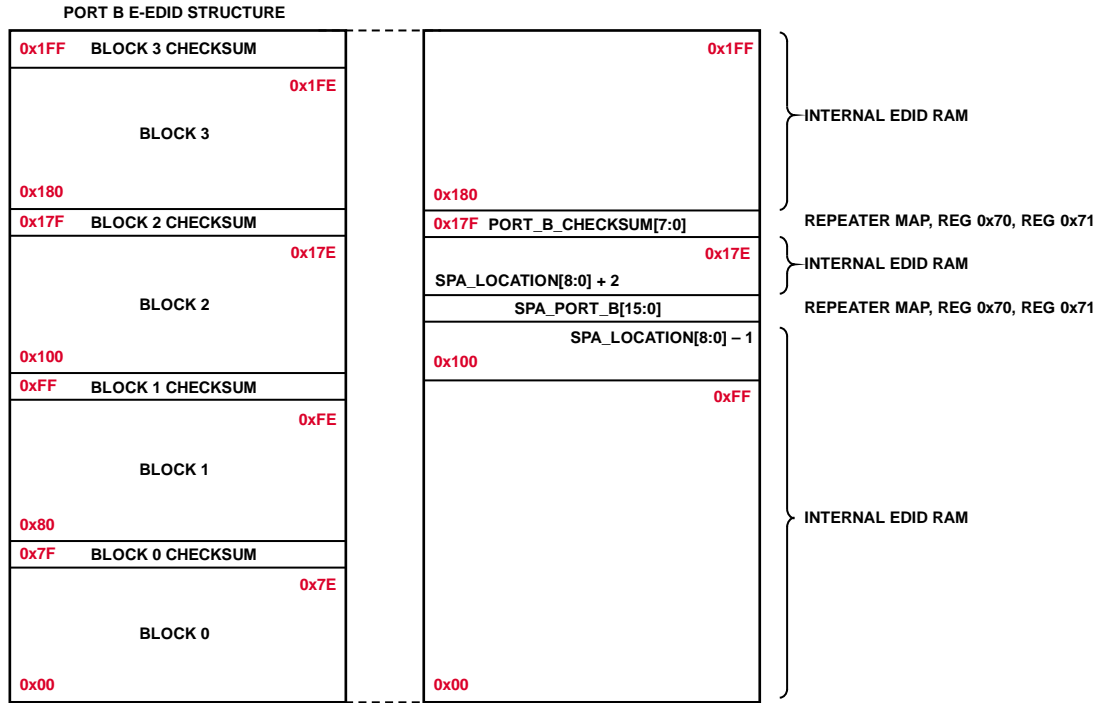 PORT B E-EDID STRUCTURE
0x1FF BLOCK 3 CHECKSUM
0x1FE
BLOCK 3
0x180
0x17F BLOCK 2 CHECKSUM
0x17E
BLOCK 2
0x100
0xFF BLOCK 1 CHECKSUM
0xFE
BLOCK 1
0x80
0x7F BLOCK 0 CHECKSUM
0x7E
BLOCK 0
0x00
0x1FF
0x180
0x17F PORT_B_CHECKSUM[7:0]
0x17E
SPA_LOCATION[8:0] + 2
SPA_PORT_B[15:0]
SPA_LOCATION[8:0] – 1
0x100
0xFF
0x00
INTERNAL EDID RAM
REPEATER MAP, REG 0x70, REG 0x71
INTERNAL EDID RAM
REPEATER MAP, REG 0x70, REG 0x71
INTERNAL EDID RAM